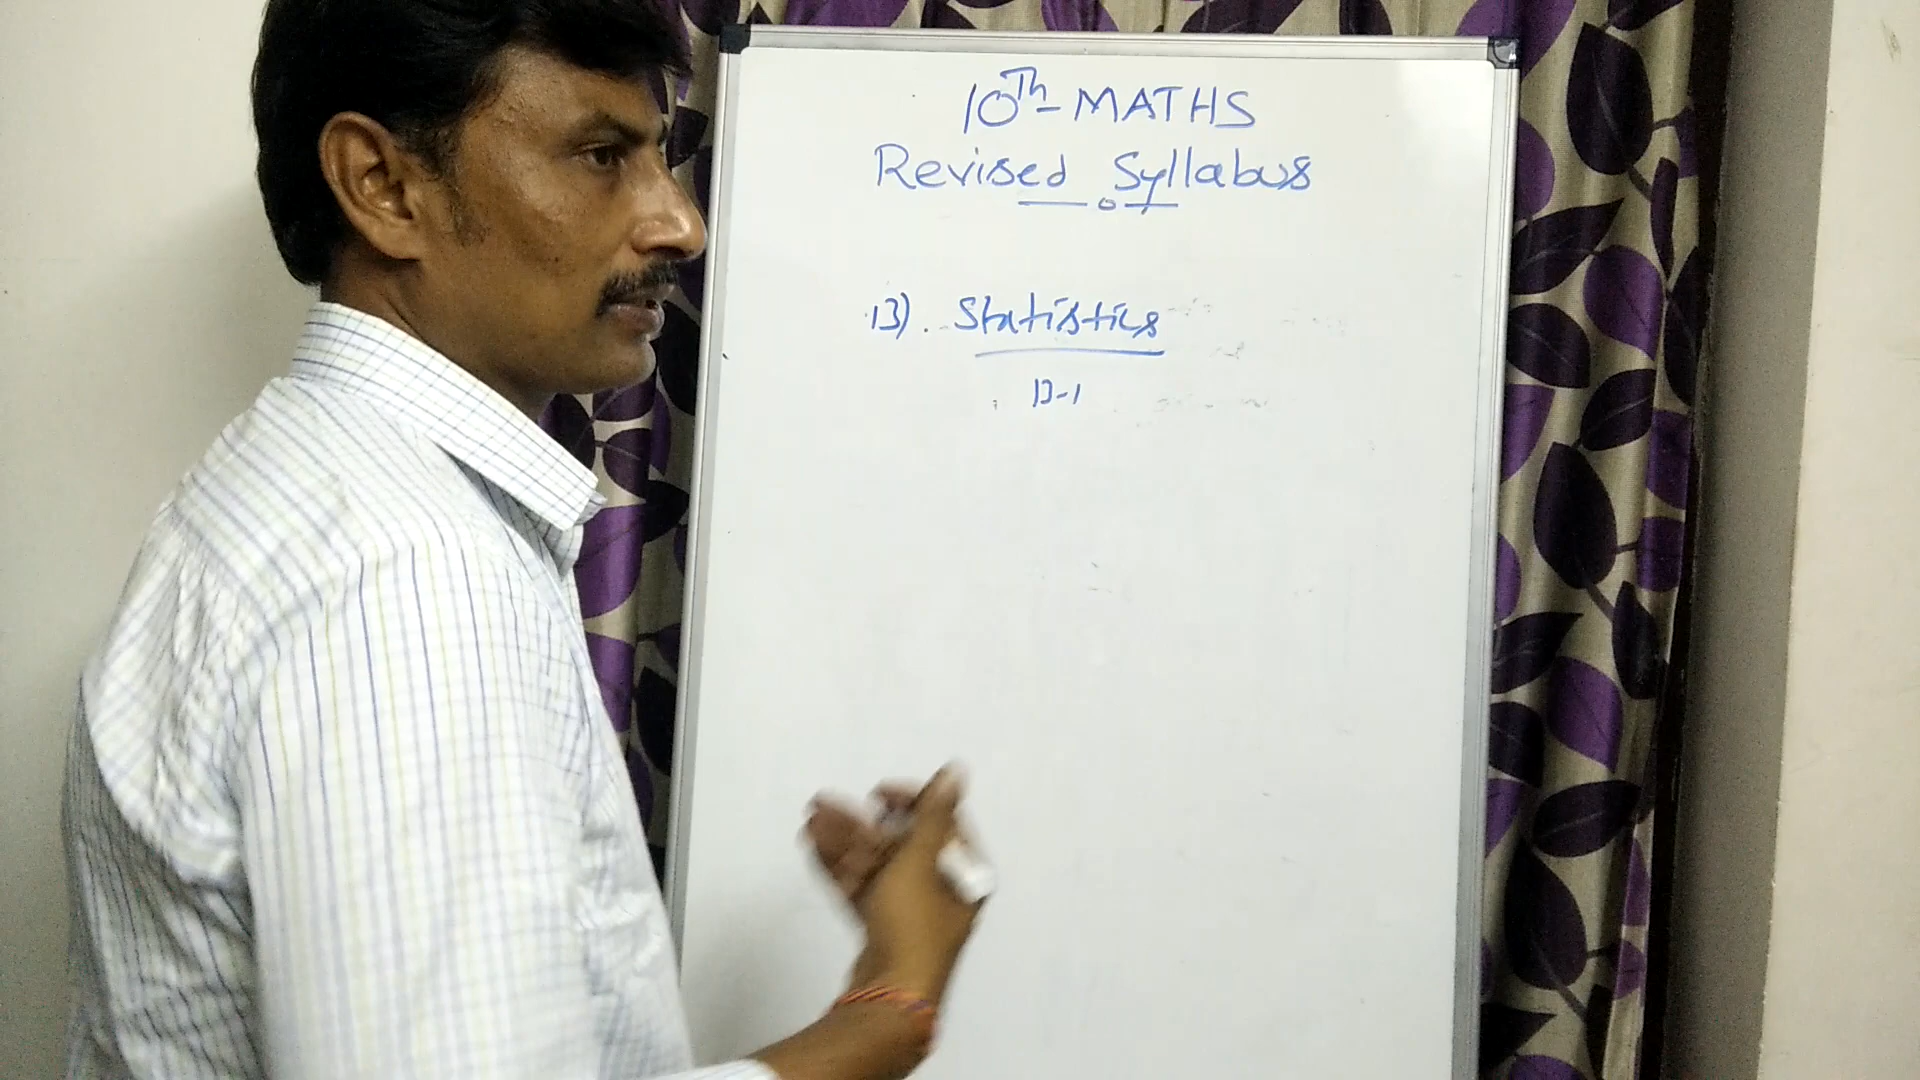 10Th- MATHS
Revised Syllabus
13). Statistics
13-1